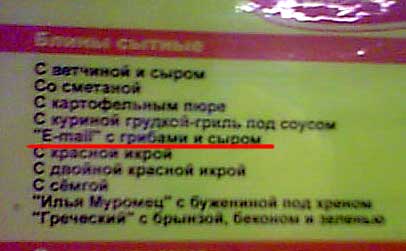 Блины сытные
С ветчиной и сыром
Со сметаной
С картофельным пюре
С куриной грудкой-гриль под соусом
"E-mail" с грибами и сыром
С красной икрой
С двойной красной икрой
С сёмгой
"Илья Муромец" с бужениной под хреном
"Греческий" с брынзой, беконом и зеленью